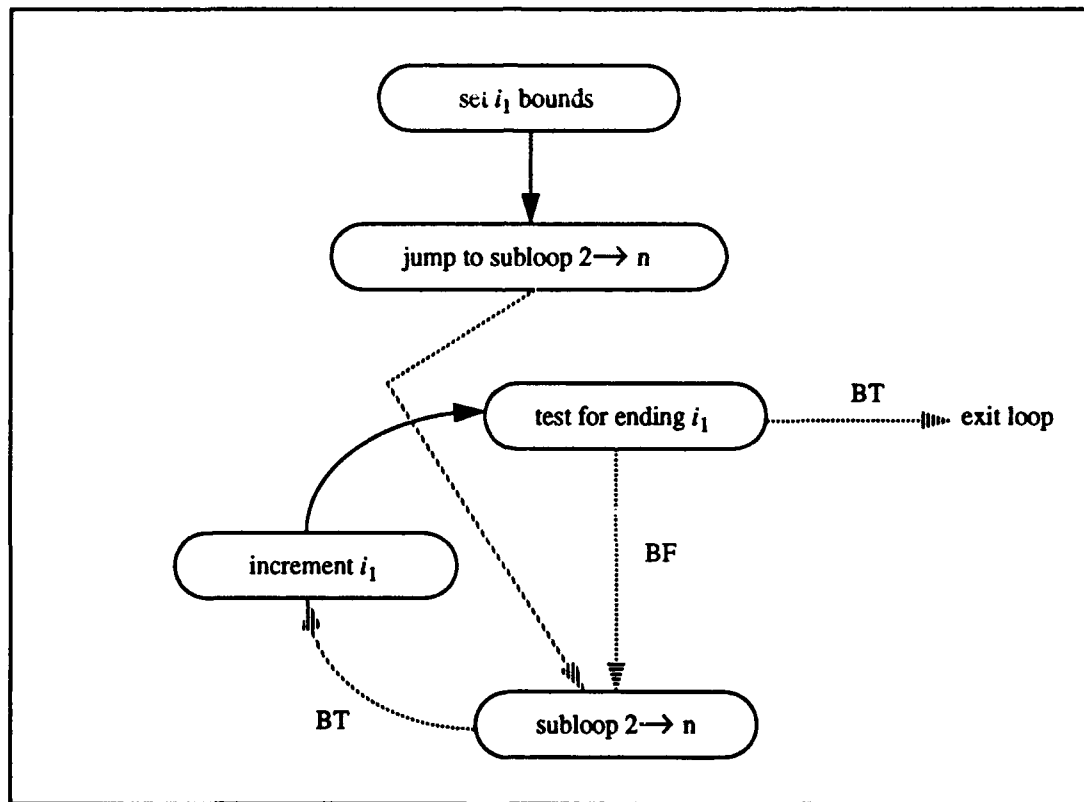 set i₁ bounds
jump to subloop 2→ n
test for ending i₁
BT
exit loop
increment i₁
BF
BT
subloop 2→ n